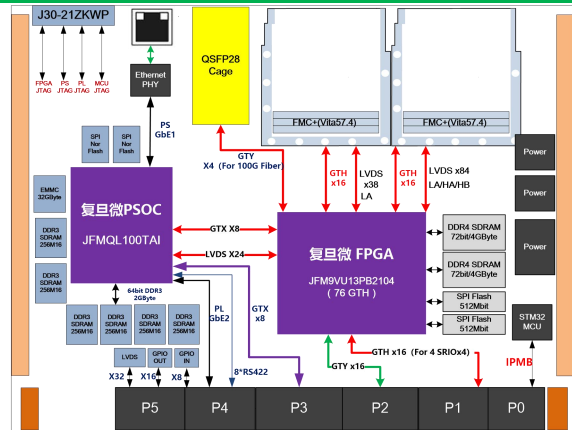 J30-21ZKWP
FPGA
JTAG
PS
JTAG
PL
JTAG
MCU
JTAG
Ethernet
PHY
QSFP28
Cage
FMC+(Vita57.4)
FMC+(Vita57.4)
PS
GbE1
SPI
Nor
Flash
SPI
Nor
Flash
GTY
X4 (For 100G Fiber)
GTH
x16
LVDS
x38
LA
GTH
x16
LVDS x84
LA/HA/HB
Power
Power
Power
EMMC
32GByte
DDR3
SDRAM
256M16
DDR3
SDRAM
256M16
复旦微PSOC
JFMQL100TAI
GTX X8
LVDS X24
复旦微 FPGA
JFM9VU13PB2104
( 76 GTH )
DDR4 SDRAM
72bit/4GByte
DDR4 SDRAM
72bit/4GByte
SPI Flash
512Mbit
SPI Flash
512Mbit
64bit DDR3
2GByte
DDR3
SDRAM
256M16
DDR3
SDRAM
256M16
DDR3
SDRAM
256M16
DDR3
SDRAM
256M16
PL
GbE2
GTX
x8
STM32
MCU
LVDS
GPIO
OUT
GPIO
IN
X32
X16
X8
8*RS422
GTH x16 (For 4 SRIOx4)
GTY x16
IPMB
P5
P4
P3
P2
P1
P0